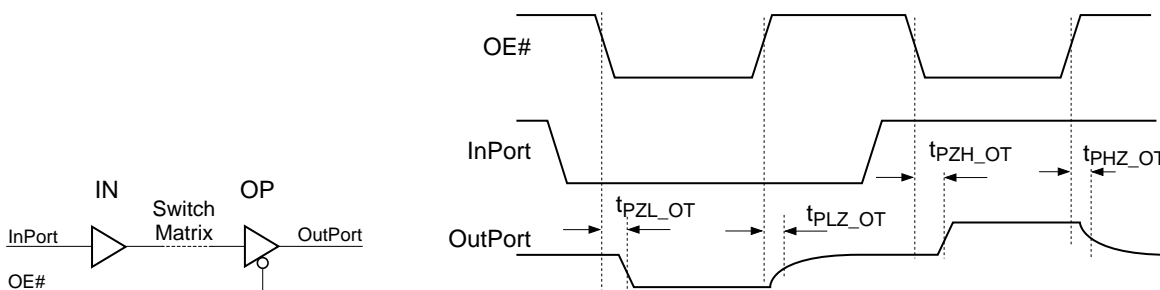 IN
OP
Switch
Matrix
InPort
OutPort
OE#
OE#
InPort
tPZH_OT
tPHZ_OT
tPZL_OT
tPLZ_OT
OutPort